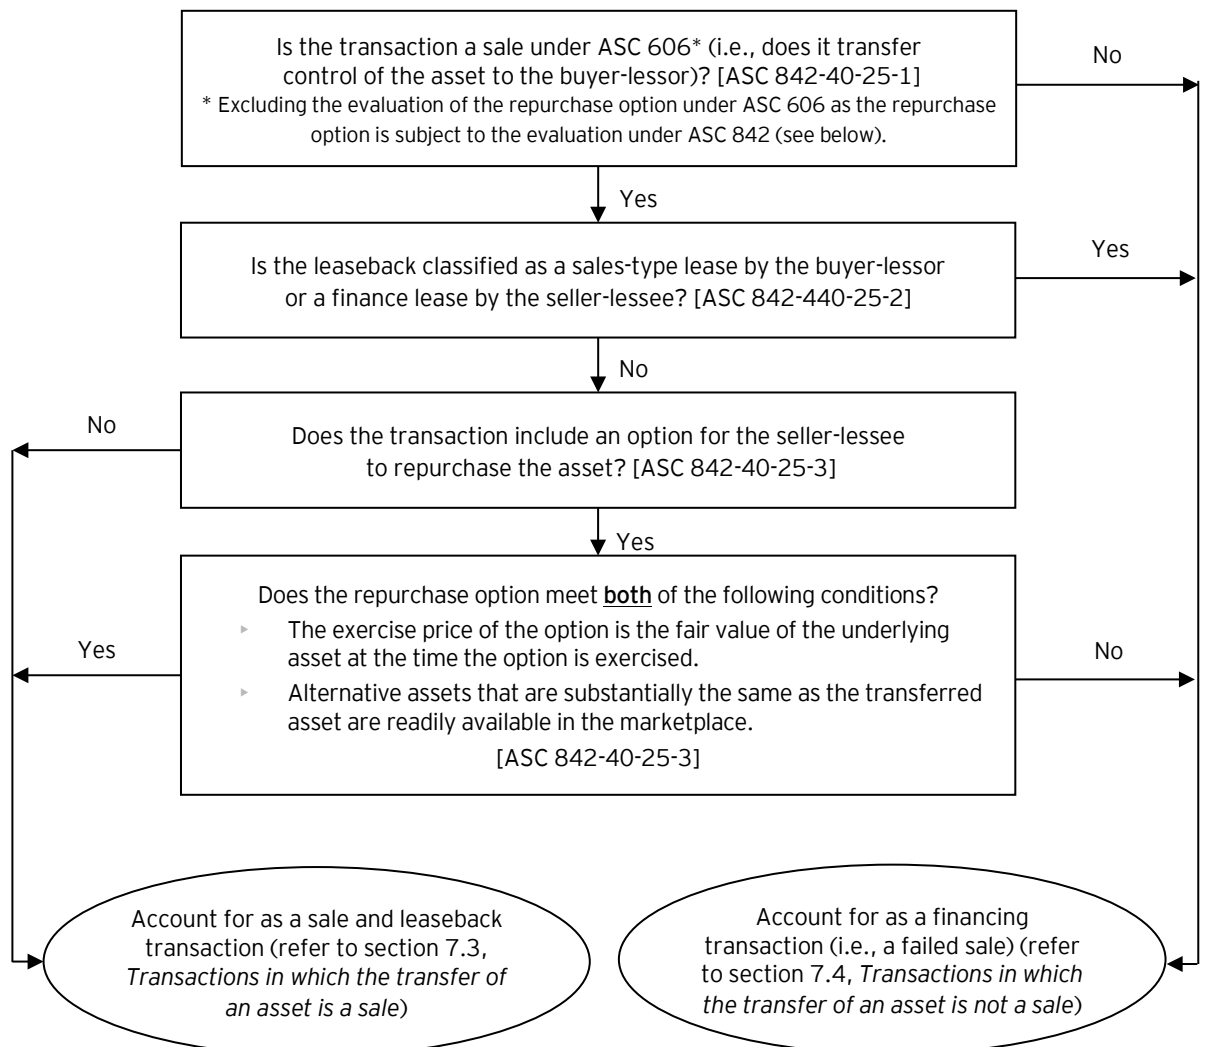 Is the transaction a sale under ASC 606* (i.e., does it transfer
control of the asset to the buyer-lessor)? [ASC 842-40-25-1]
* Excluding the evaluation of the repurchase option under ASC 606 as the repurchase
option is subject to the evaluation under ASC 842 (see below).
No
Yes
Is the leaseback classified as a sales-type lease by the buyer-lessor
or a finance lease by the seller-lessee? [ASC 842-440-25-2]
Yes
No
No
Does the transaction include an option for the seller-lessee
to repurchase the asset? [ASC 842-40-25-3]
Yes
Does the repurchase option meet both of the following conditions?
The exercise price of the option is the fair value of the underlying
asset at the time the option is exercised.
Alternative assets that are substantially the same as the transferred
asset are readily available in the marketplace.
[ASC 842-40-25-3]
Yes
No
Account for as a sale and leaseback
transaction (refer to section 7.3,
Transactions in which the transfer of
an asset is a sale)
Account for as a financing
transaction (i.e., a failed sale) (refer
to section 7.4, Transactions in which
the transfer of an asset is not a sale)